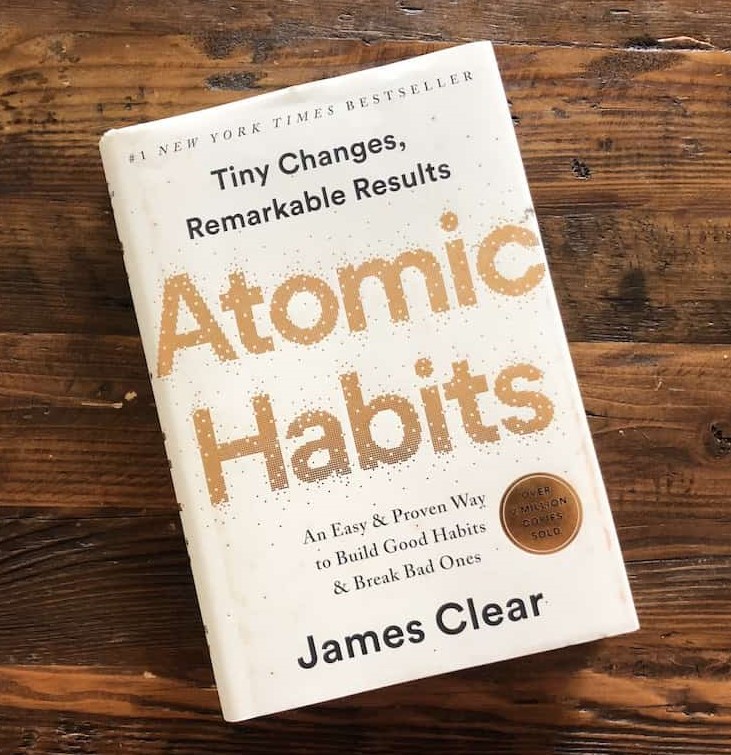 #1 NEW YORK TIMES BESTSELLER
Tiny Changes,
Remarkable Results
Atomic
Habits
An Easy & Proven Way
to Build Good Habits
& Break Bad Ones
OVER
MILLION
COPIES
SOLD
James Clear